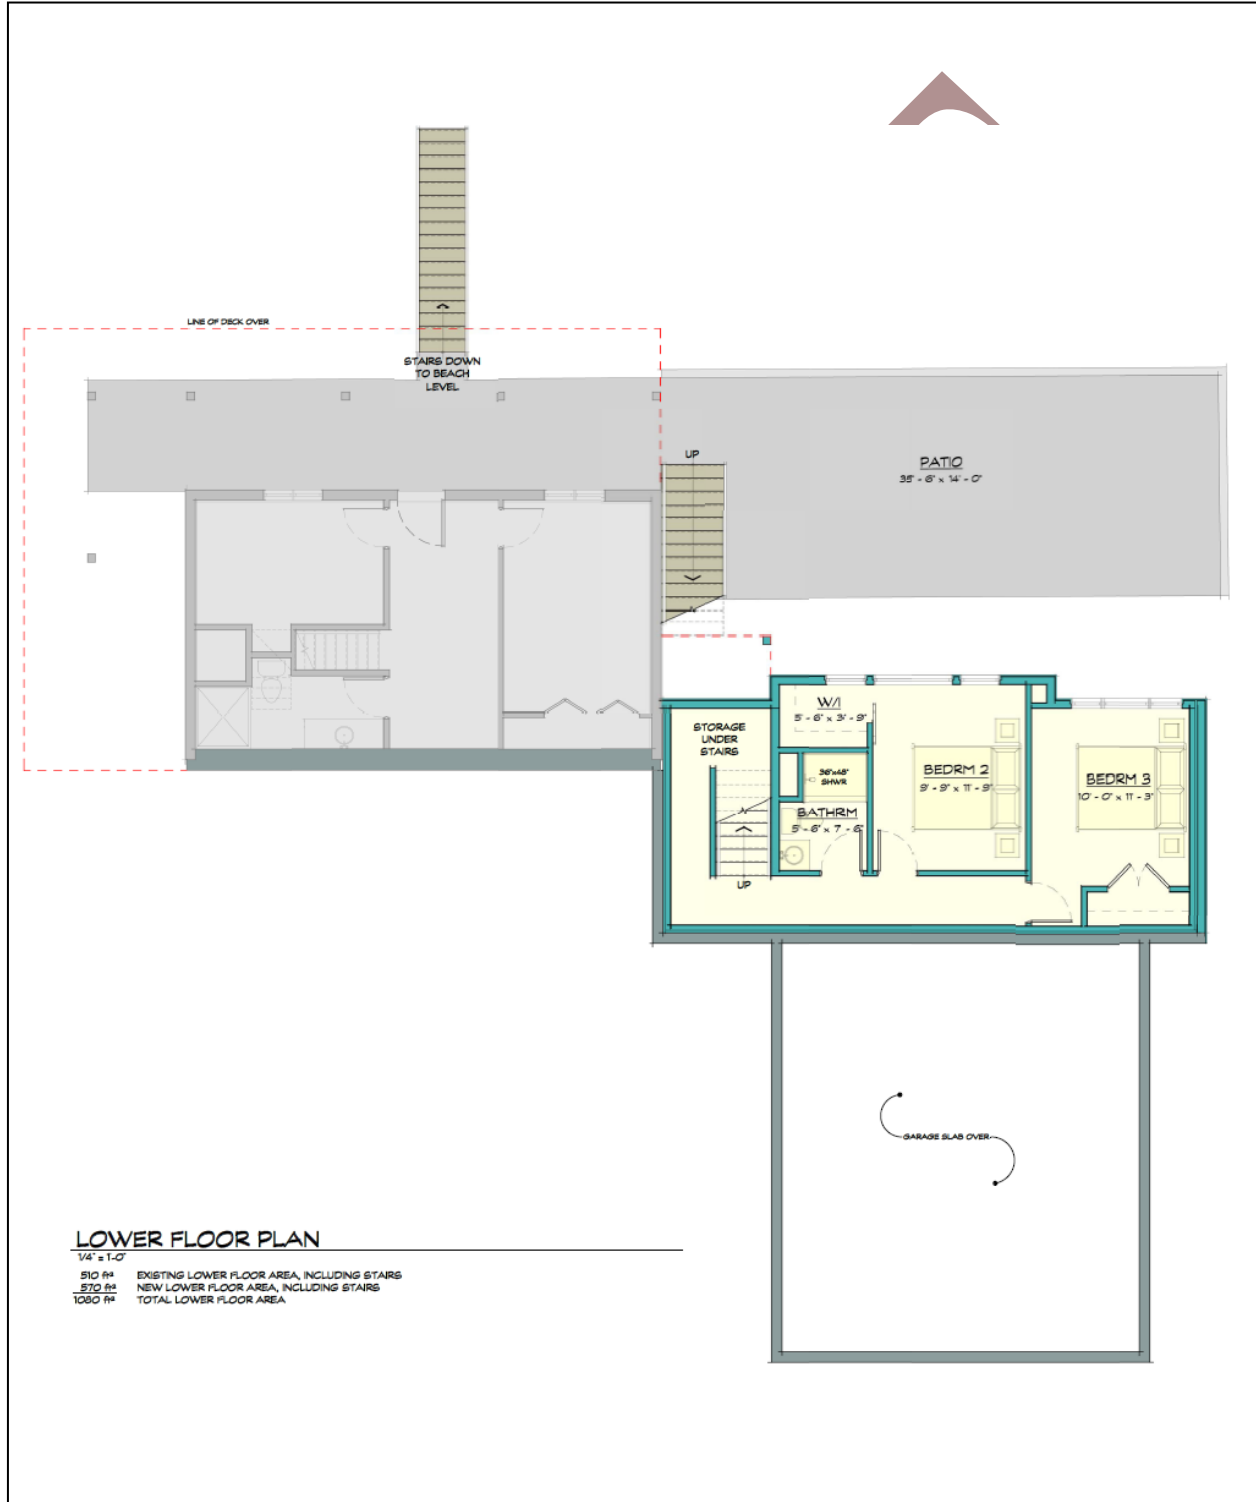 LINE OF DECK OVER
STAIRS DOWN
TO BEACH
LEVEL
UP
PATIO
35' - 6" x 14' - 0"
STORAGE
UNDER
STAIRS
W/I
5' - 6" x 3' - 9"
36"x48"
SHWR
BEDRM 2
9' - 9" x 11' - 9"
BEDRM 3
10' - 0" x 11' - 3"
BATHRM
5' - 6" x 7' - 6"
UP
GARAGE SLAB OVER
LOWER FLOOR PLAN
1/4" = 1'-0"
510 ft² EXISTING LOWER FLOOR AREA, INCLUDING STAIRS
570 ft² NEW LOWER FLOOR AREA, INCLUDING STAIRS
1080 ft² TOTAL LOWER FLOOR AREA